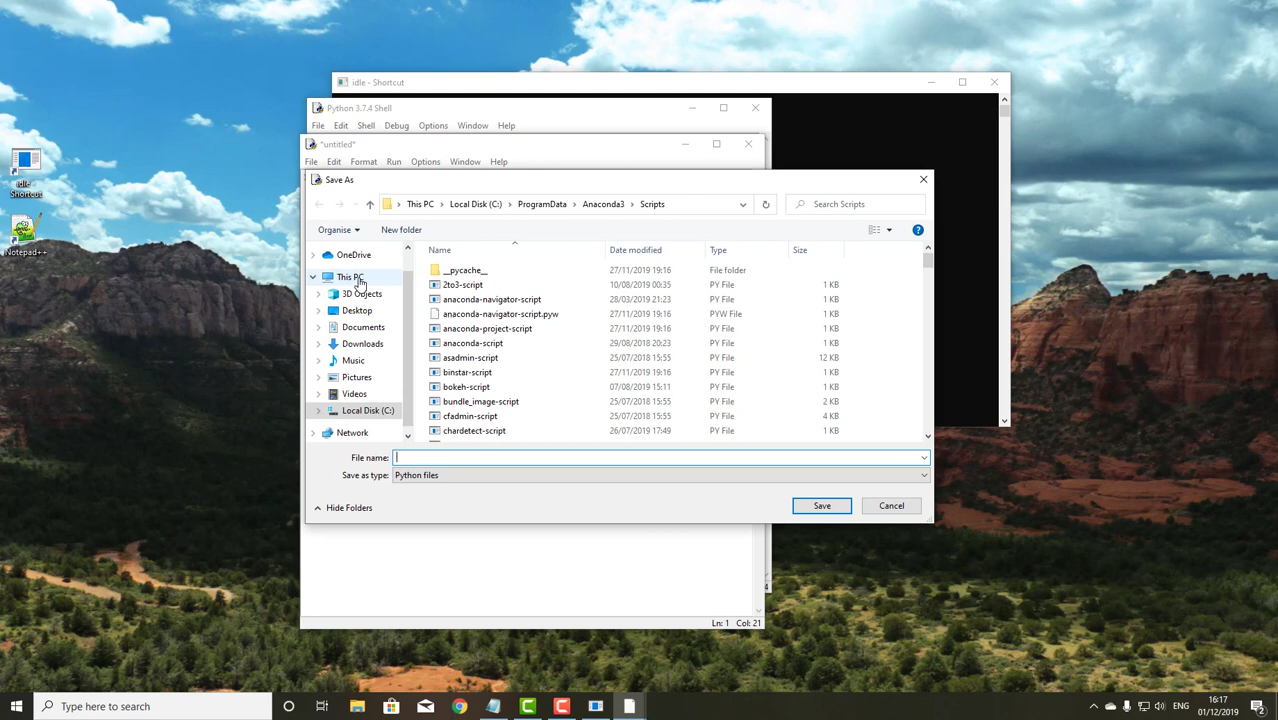 idle - Shortcut
Python 3.7.4 Shell
File Edit Shell Debug Options Window Help
*untitled*
File Edit Format Run Options Window Help
Save As
This PC Local Disk (C:) ProgramData Anaconda3 Scripts
Search Scripts
Organise New folder
OneDrive
This PC
3D Objects
Desktop
Documents
Downloads
Music
Pictures
Videos
Local Disk (C:)
Network
Name Date modified Type Size
__pycache__ 27/11/2019 19:16 File folder
2to3-script 10/08/2019 00:35 PY File 1 KB
anaconda-navigator-script 28/03/2019 21:23 PY File 1 KB
anaconda-navigator-script.pyw 27/11/2019 19:16 PYW File 1 KB
anaconda-project-script 27/11/2019 19:16 PY File 1 KB
anaconda-script 29/08/2018 20:23 PY File 1 KB
asadmin-script 25/07/2018 15:55 PY File 12 KB
binstar-script 27/11/2019 19:16 PY File 1 KB
bokeh-script 07/08/2019 15:11 PY File 1 KB
bundle_image-script 25/07/2018 15:55 PY File 2 KB
cfadmin-script 25/07/2018 15:55 PY File 4 KB
chardetect-script 26/07/2019 17:49 PY File 1 KB
File name:
Save as type: Python files
Hide Folders
Save Cancel
4
Ln: 1 Col: 21
idle
Shortcut
Notepad++
Type here to search
ENG
16:17
01/12/2019
2